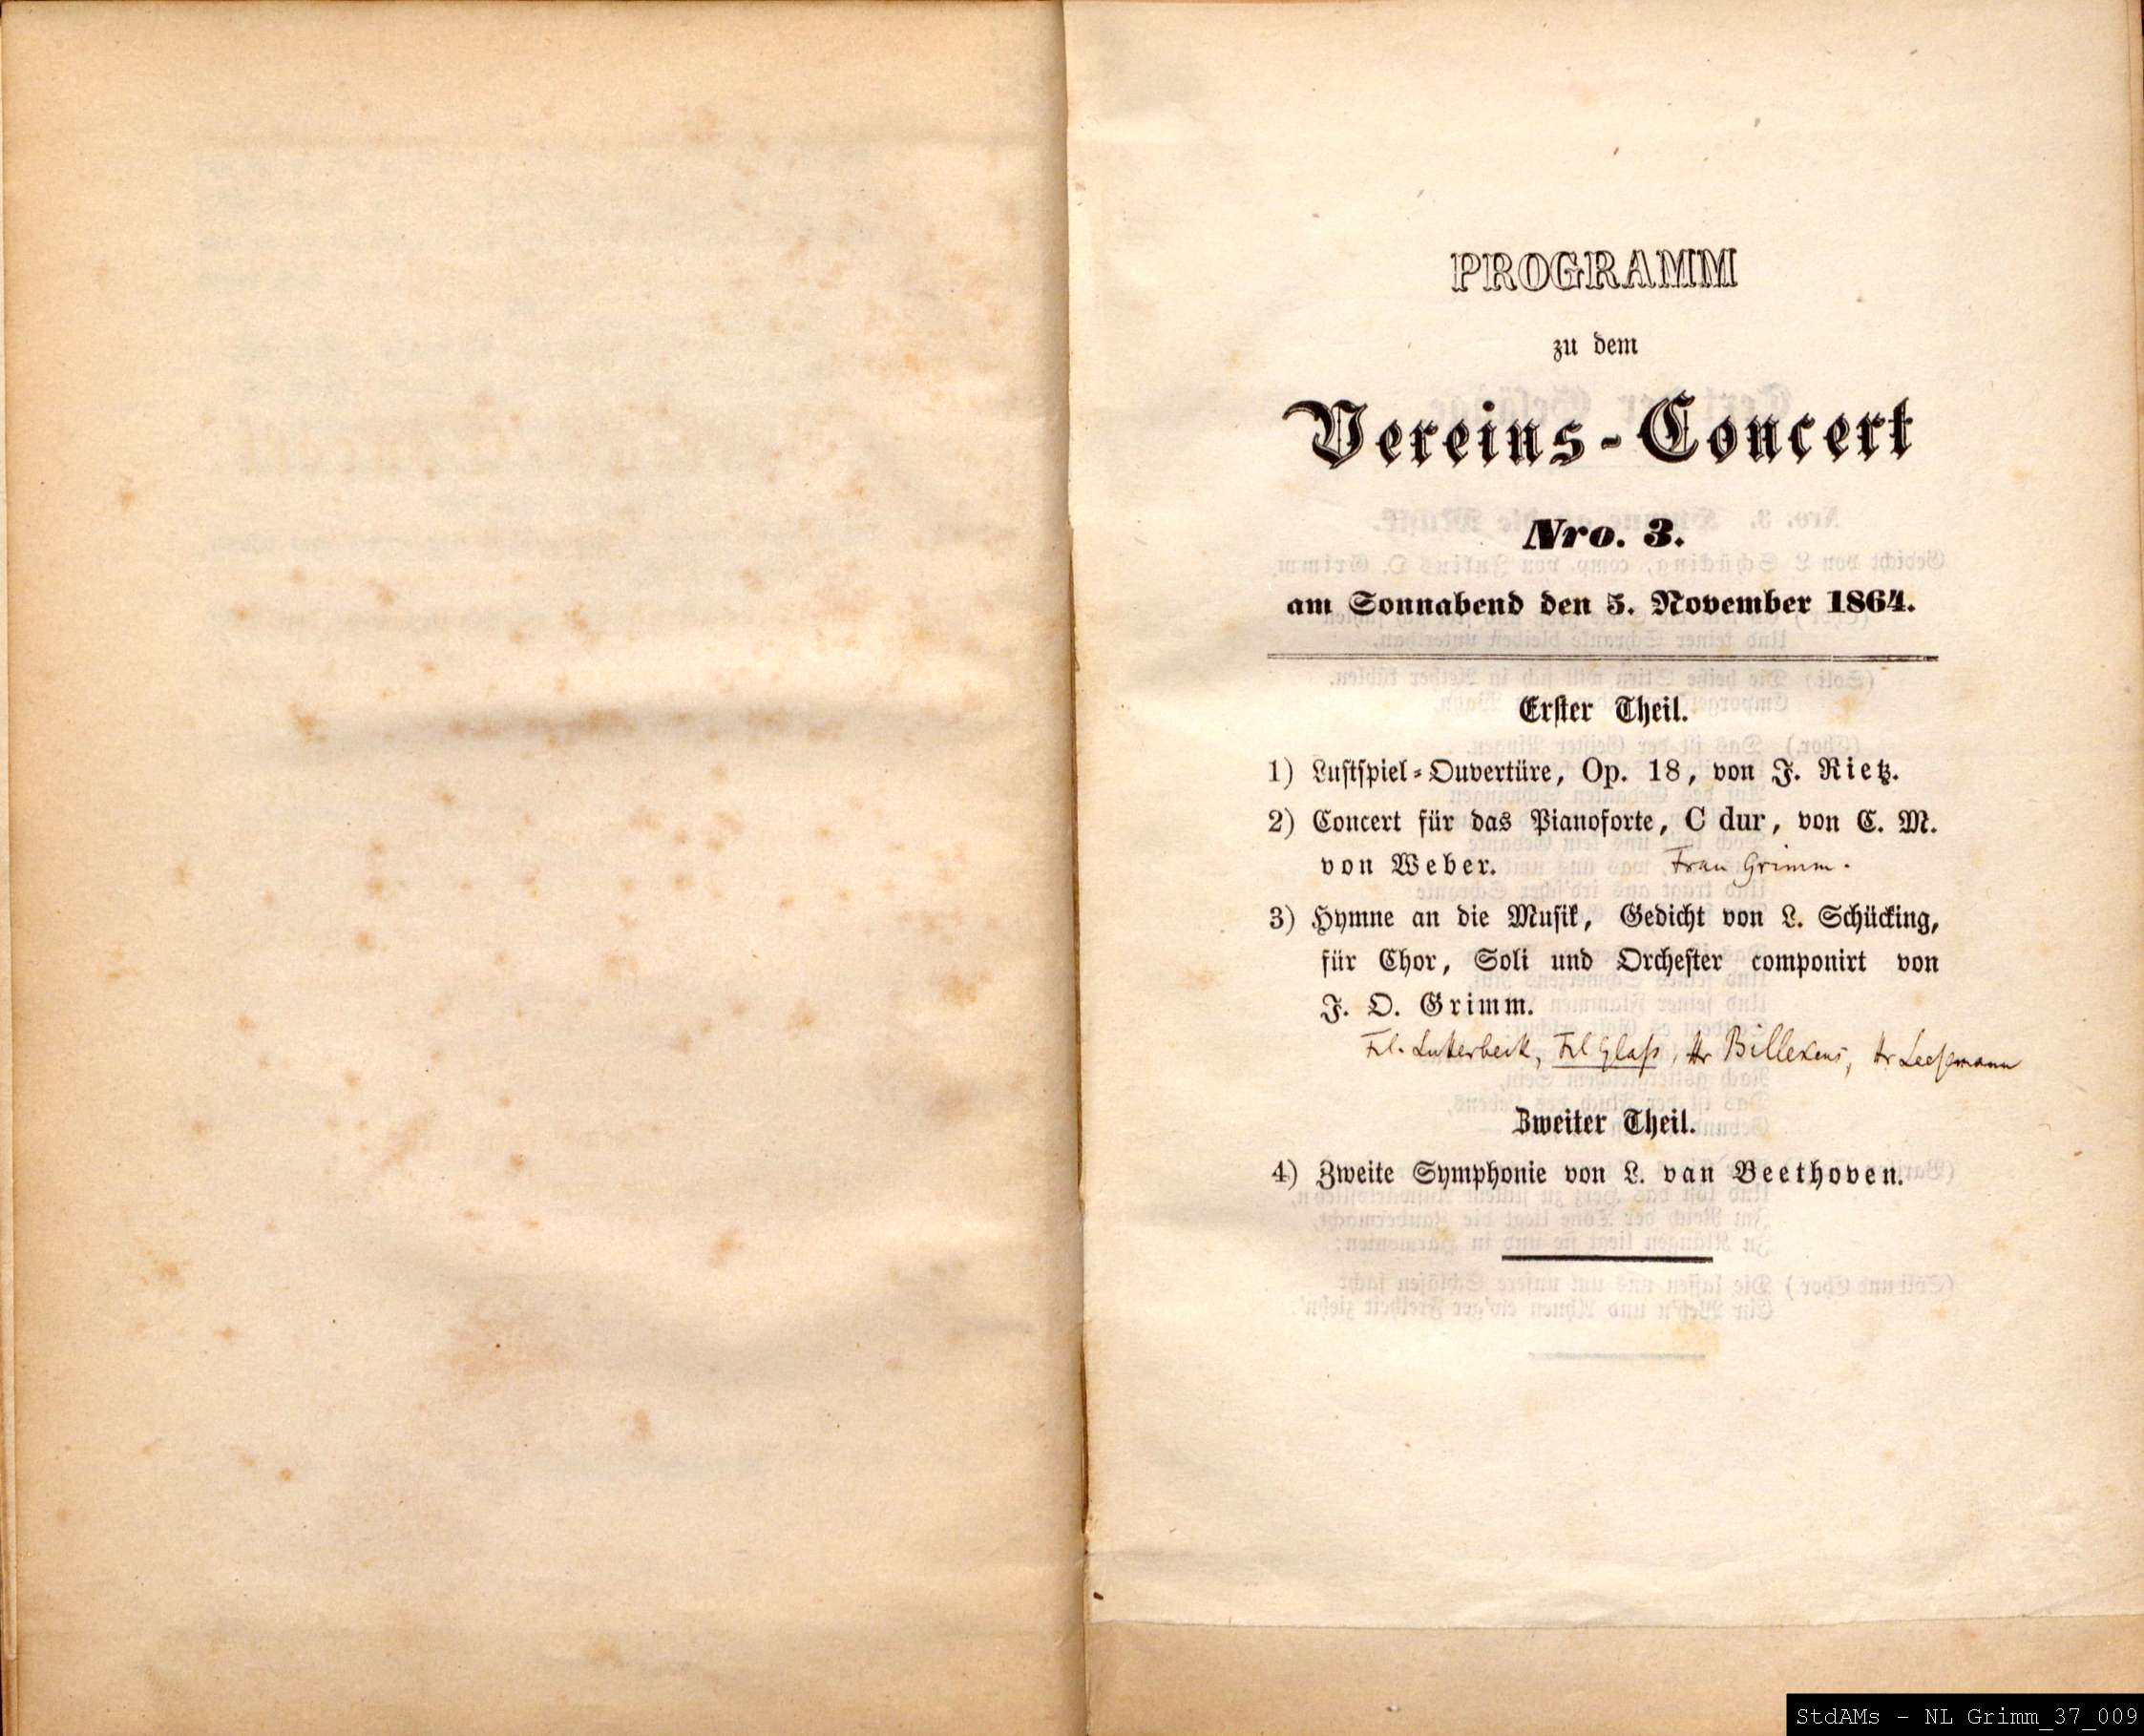 PROGRAMM
zu dem
Vereins-Concert
Nro. 3.
am Sonnabend den 5. November 1864.
Erster Theil.
1) Lustspiel-Ouvertüre, Op. 18, von J. Rietz.
2) Concert für das Pianoforte, C dur, von C. M.
von Weber. Frau Grimm.
3) Hymne an die Musik, Gedicht von L. Schücking,
für Chor, Soli und Orchester componirt von
J. O. Grimm.
Frl. Lutterbeck, Frl Glaß, Hr Billekens, Hr
Zweiter Theil.
4) Zweite Symphonie von L. van Beethoven.
StdAMs - NL Grimm_37_009